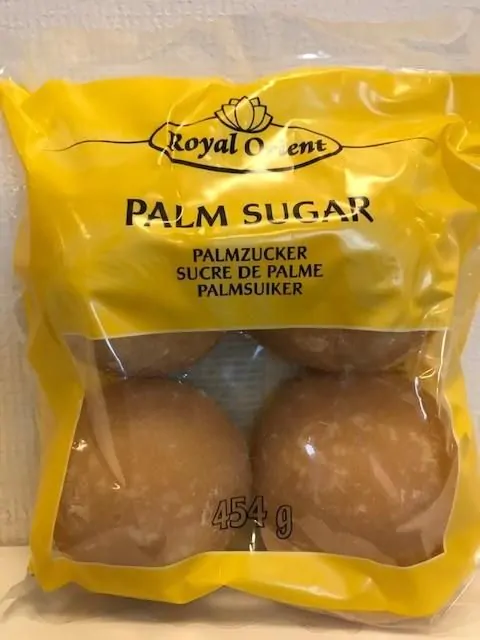 Royal Orient
PALM SUGAR
PALMZUCKER
SUCRE DE PALME
PALMSUIKER
454 g